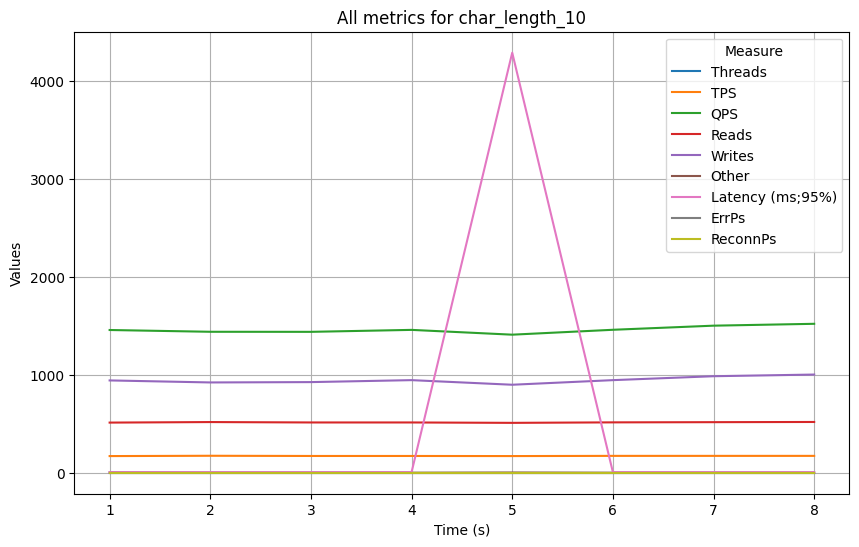 All metrics for char_length_10
Measure
Threads
TPS
QPS
Reads
Writes
Other
Latency (ms;95%)
ErrPs
ReconnPs
Values
4000
3000
2000
1000
0
1 2 3 4 5 6 7 8
Time (s)